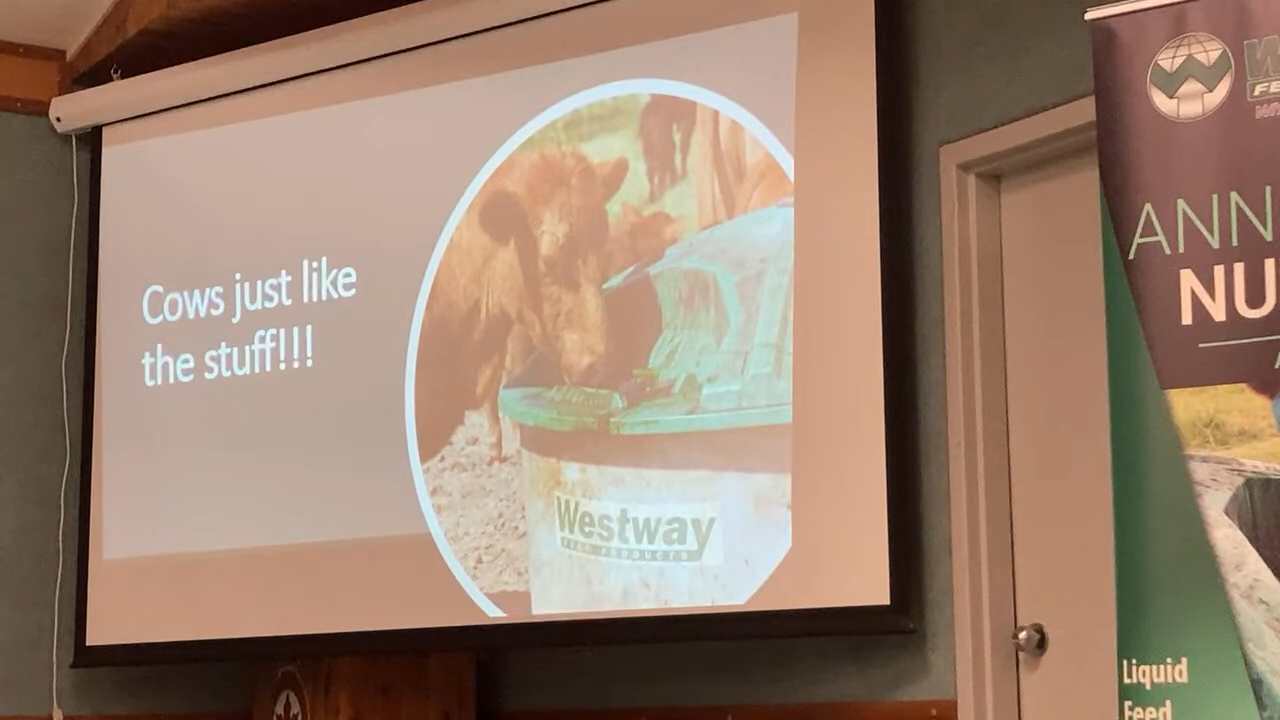 Cows just like
the stuff!!!
Westway
FEED PRODUCTS
ANN
NU
Liquid
Feed